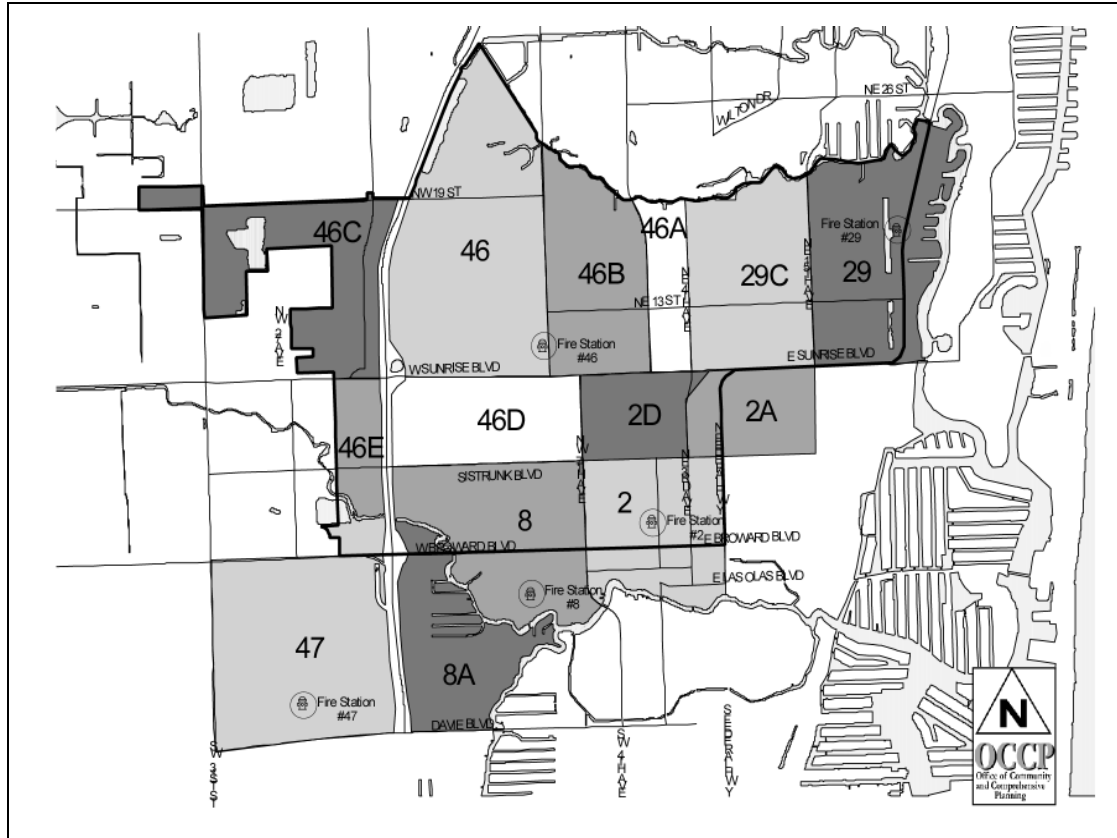 NE 26 ST
WILTON DR
NW 19 ST
46C
46
46B
46A
29C
Fire Station
#29
29
NE 13 ST
Fire Station
#46
W SUNRISE BLVD
E SUNRISE BLVD
46D
2D
2A
46E
SISTRUNK BLVD
8
2
Fire Station
#2
W BROWARD BLVD
E BROWARD BLVD
Fire Station
#8
E LAS OLAS BLVD
47
8A
Fire Station
#47
DAVIE BLVD
N
OCCP
Office of Community
and Comprehensive
Planning